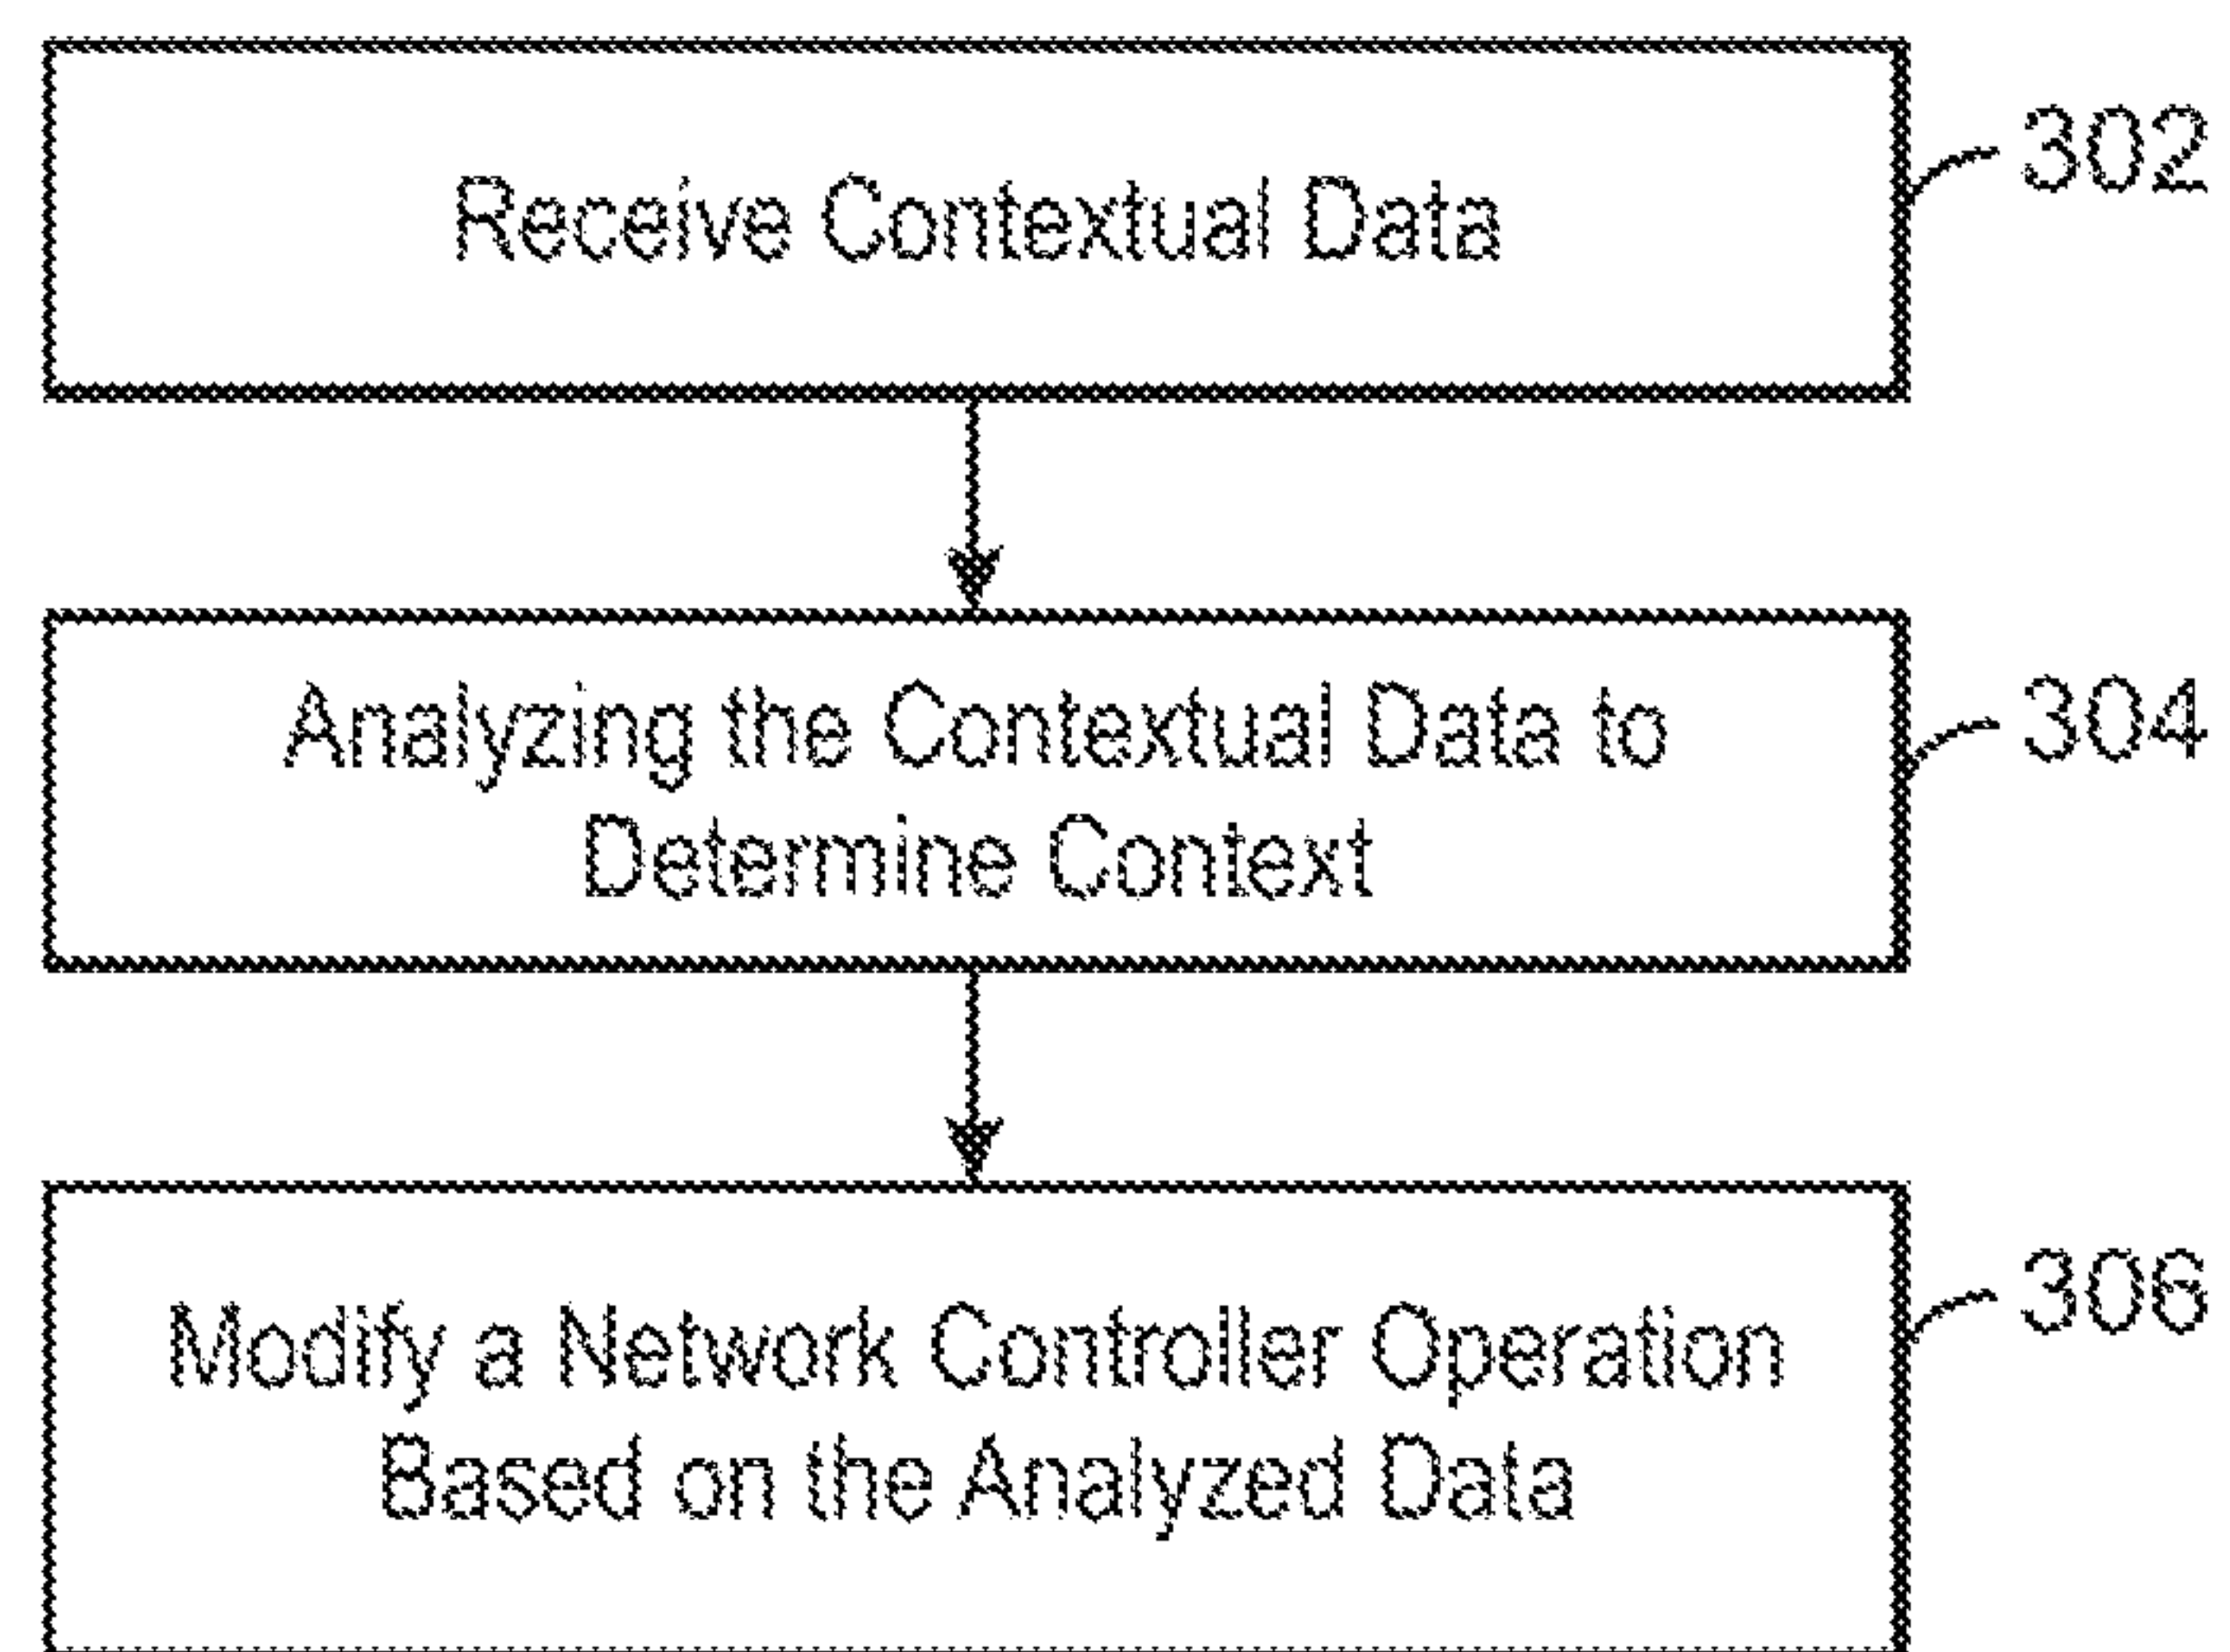 Receive Contextual Data
302
Analyzing the Contextual Data to
Determine Context
304
Modify a Network Controller Operation
Based on the Analyzed Data
306